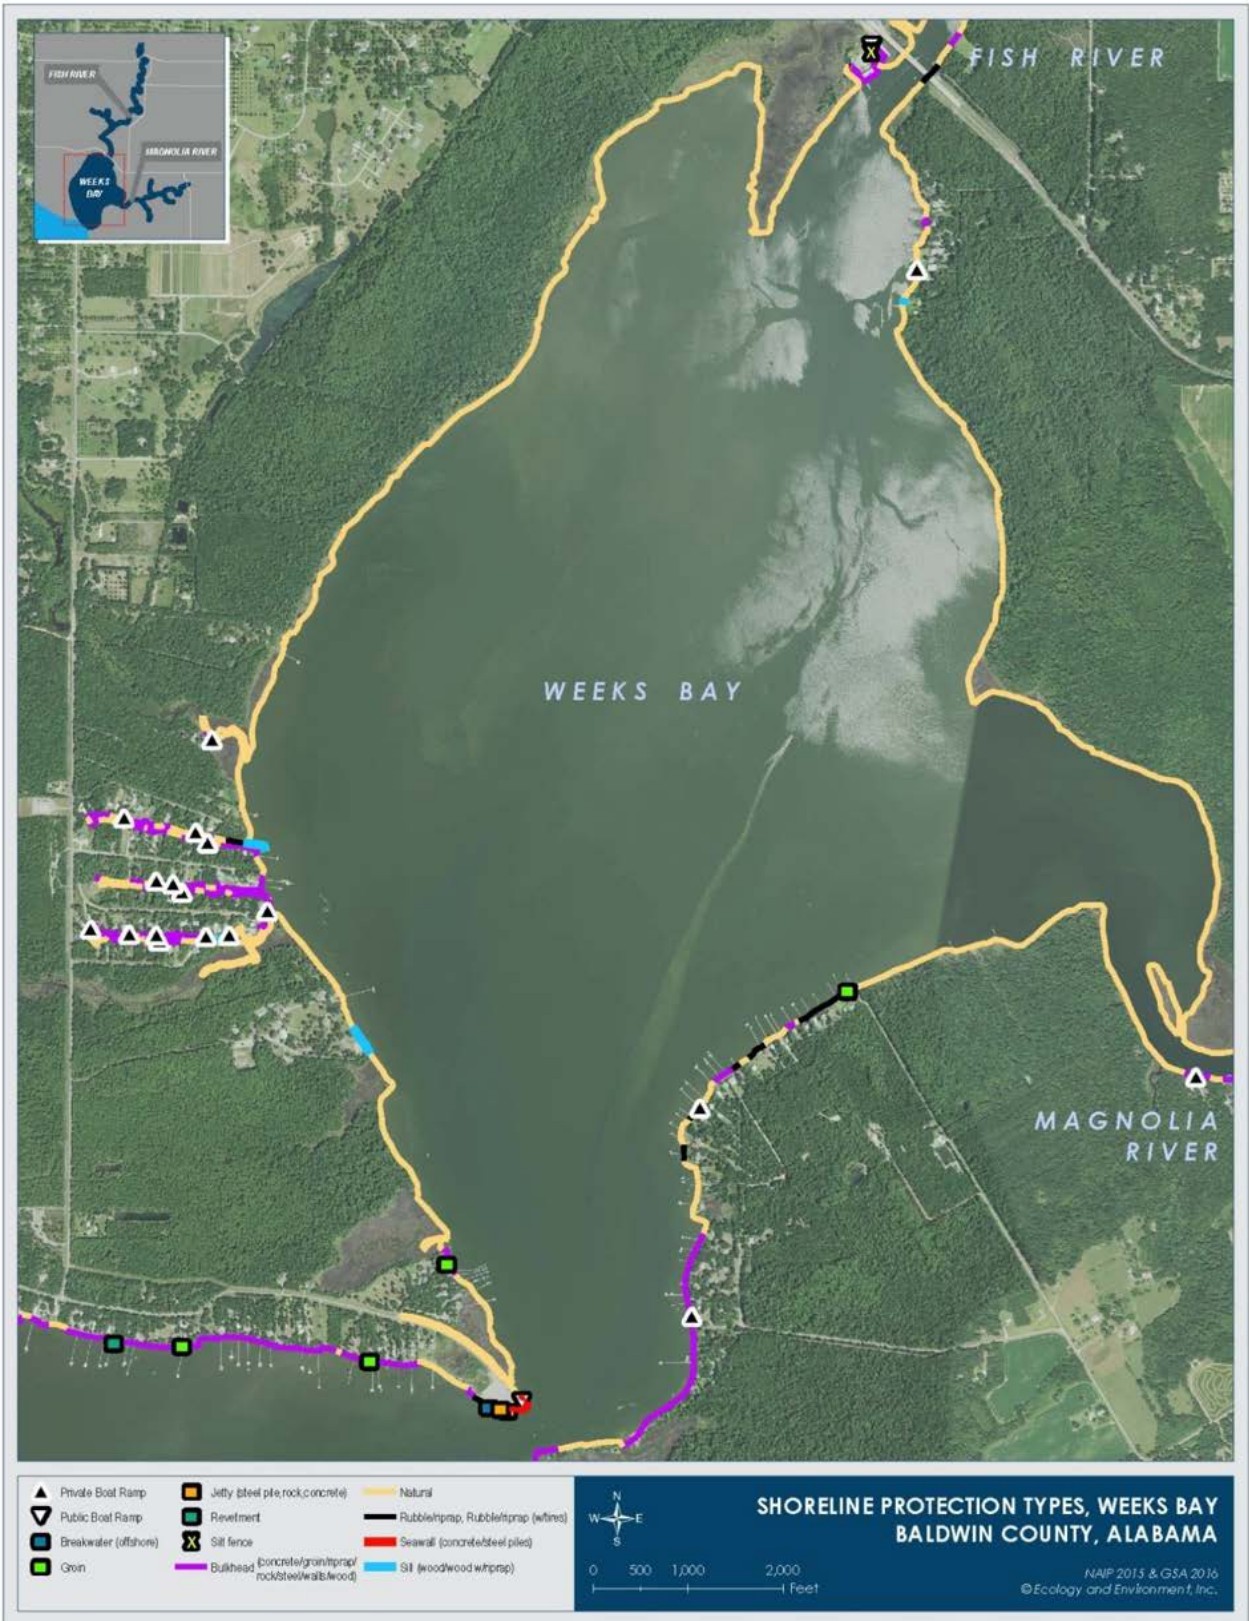 FISH RIVER
MAGNOLIA RIVER
WEEKS
BAY
FISH RIVER
WEEKS BAY
MAGNOLIA
RIVER
Private Boat Ramp
Public Boat Ramp
Breakwater (offshore)
Groin
Jetty (steel pile,rock,concrete)
Revetment
X Silt fence
Bulkhead (concrete/groin/riprap/
rock/steel/walls/wood)
Natural
Rubble/riprap, Rubble/riprap (w/tires)
Seawall (concrete/steel piles)
Sill (wood/wood w/riprap)
N
W E
S
0 500 1,000 2,000
Feet
SHORELINE PROTECTION TYPES, WEEKS BAY
BALDWIN COUNTY, ALABAMA
NAIP 2015 & GSA 2016
©Ecology and Environment, Inc.